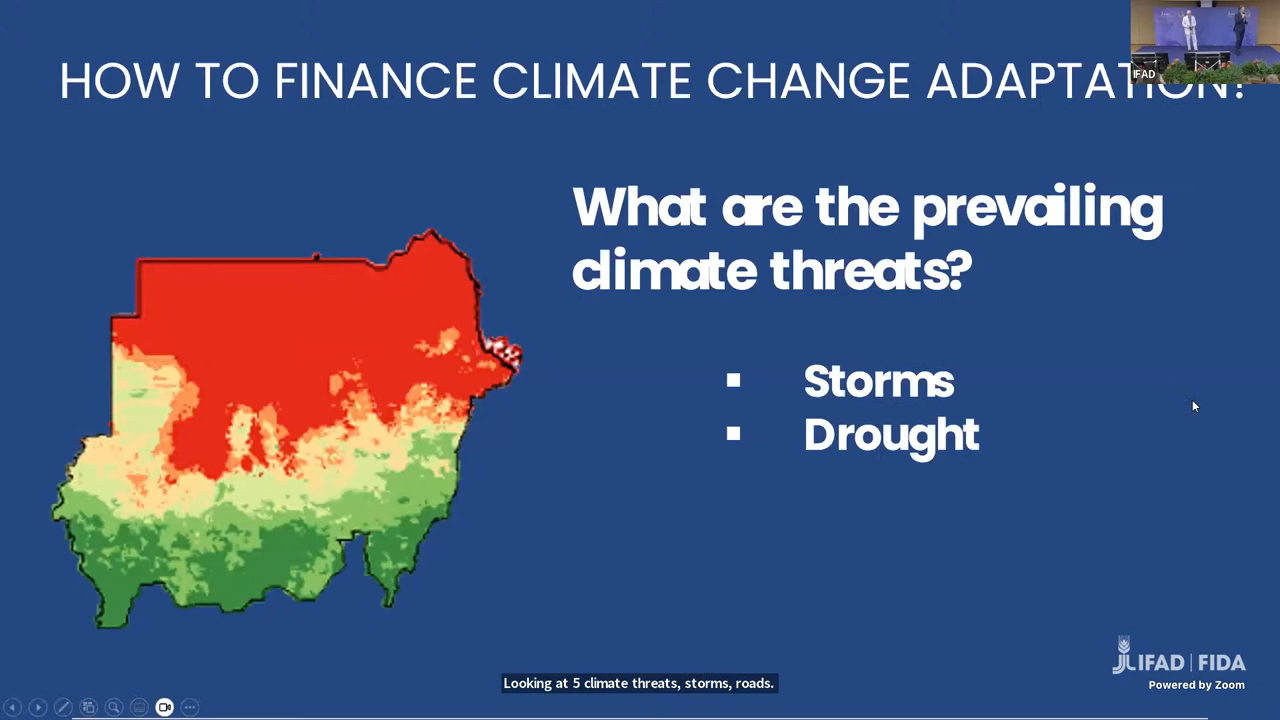 HOW TO FINANCE CLIMATE CHANGE ADAPTATION?
IFAD
What are the prevailing
climate threats?
Storms
Drought
IFAD | FIDA
Powered by Zoom
Looking at 5 climate threats, storms, roads.